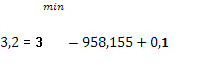 min
3,2 = 3 − 958,155 + 0,1